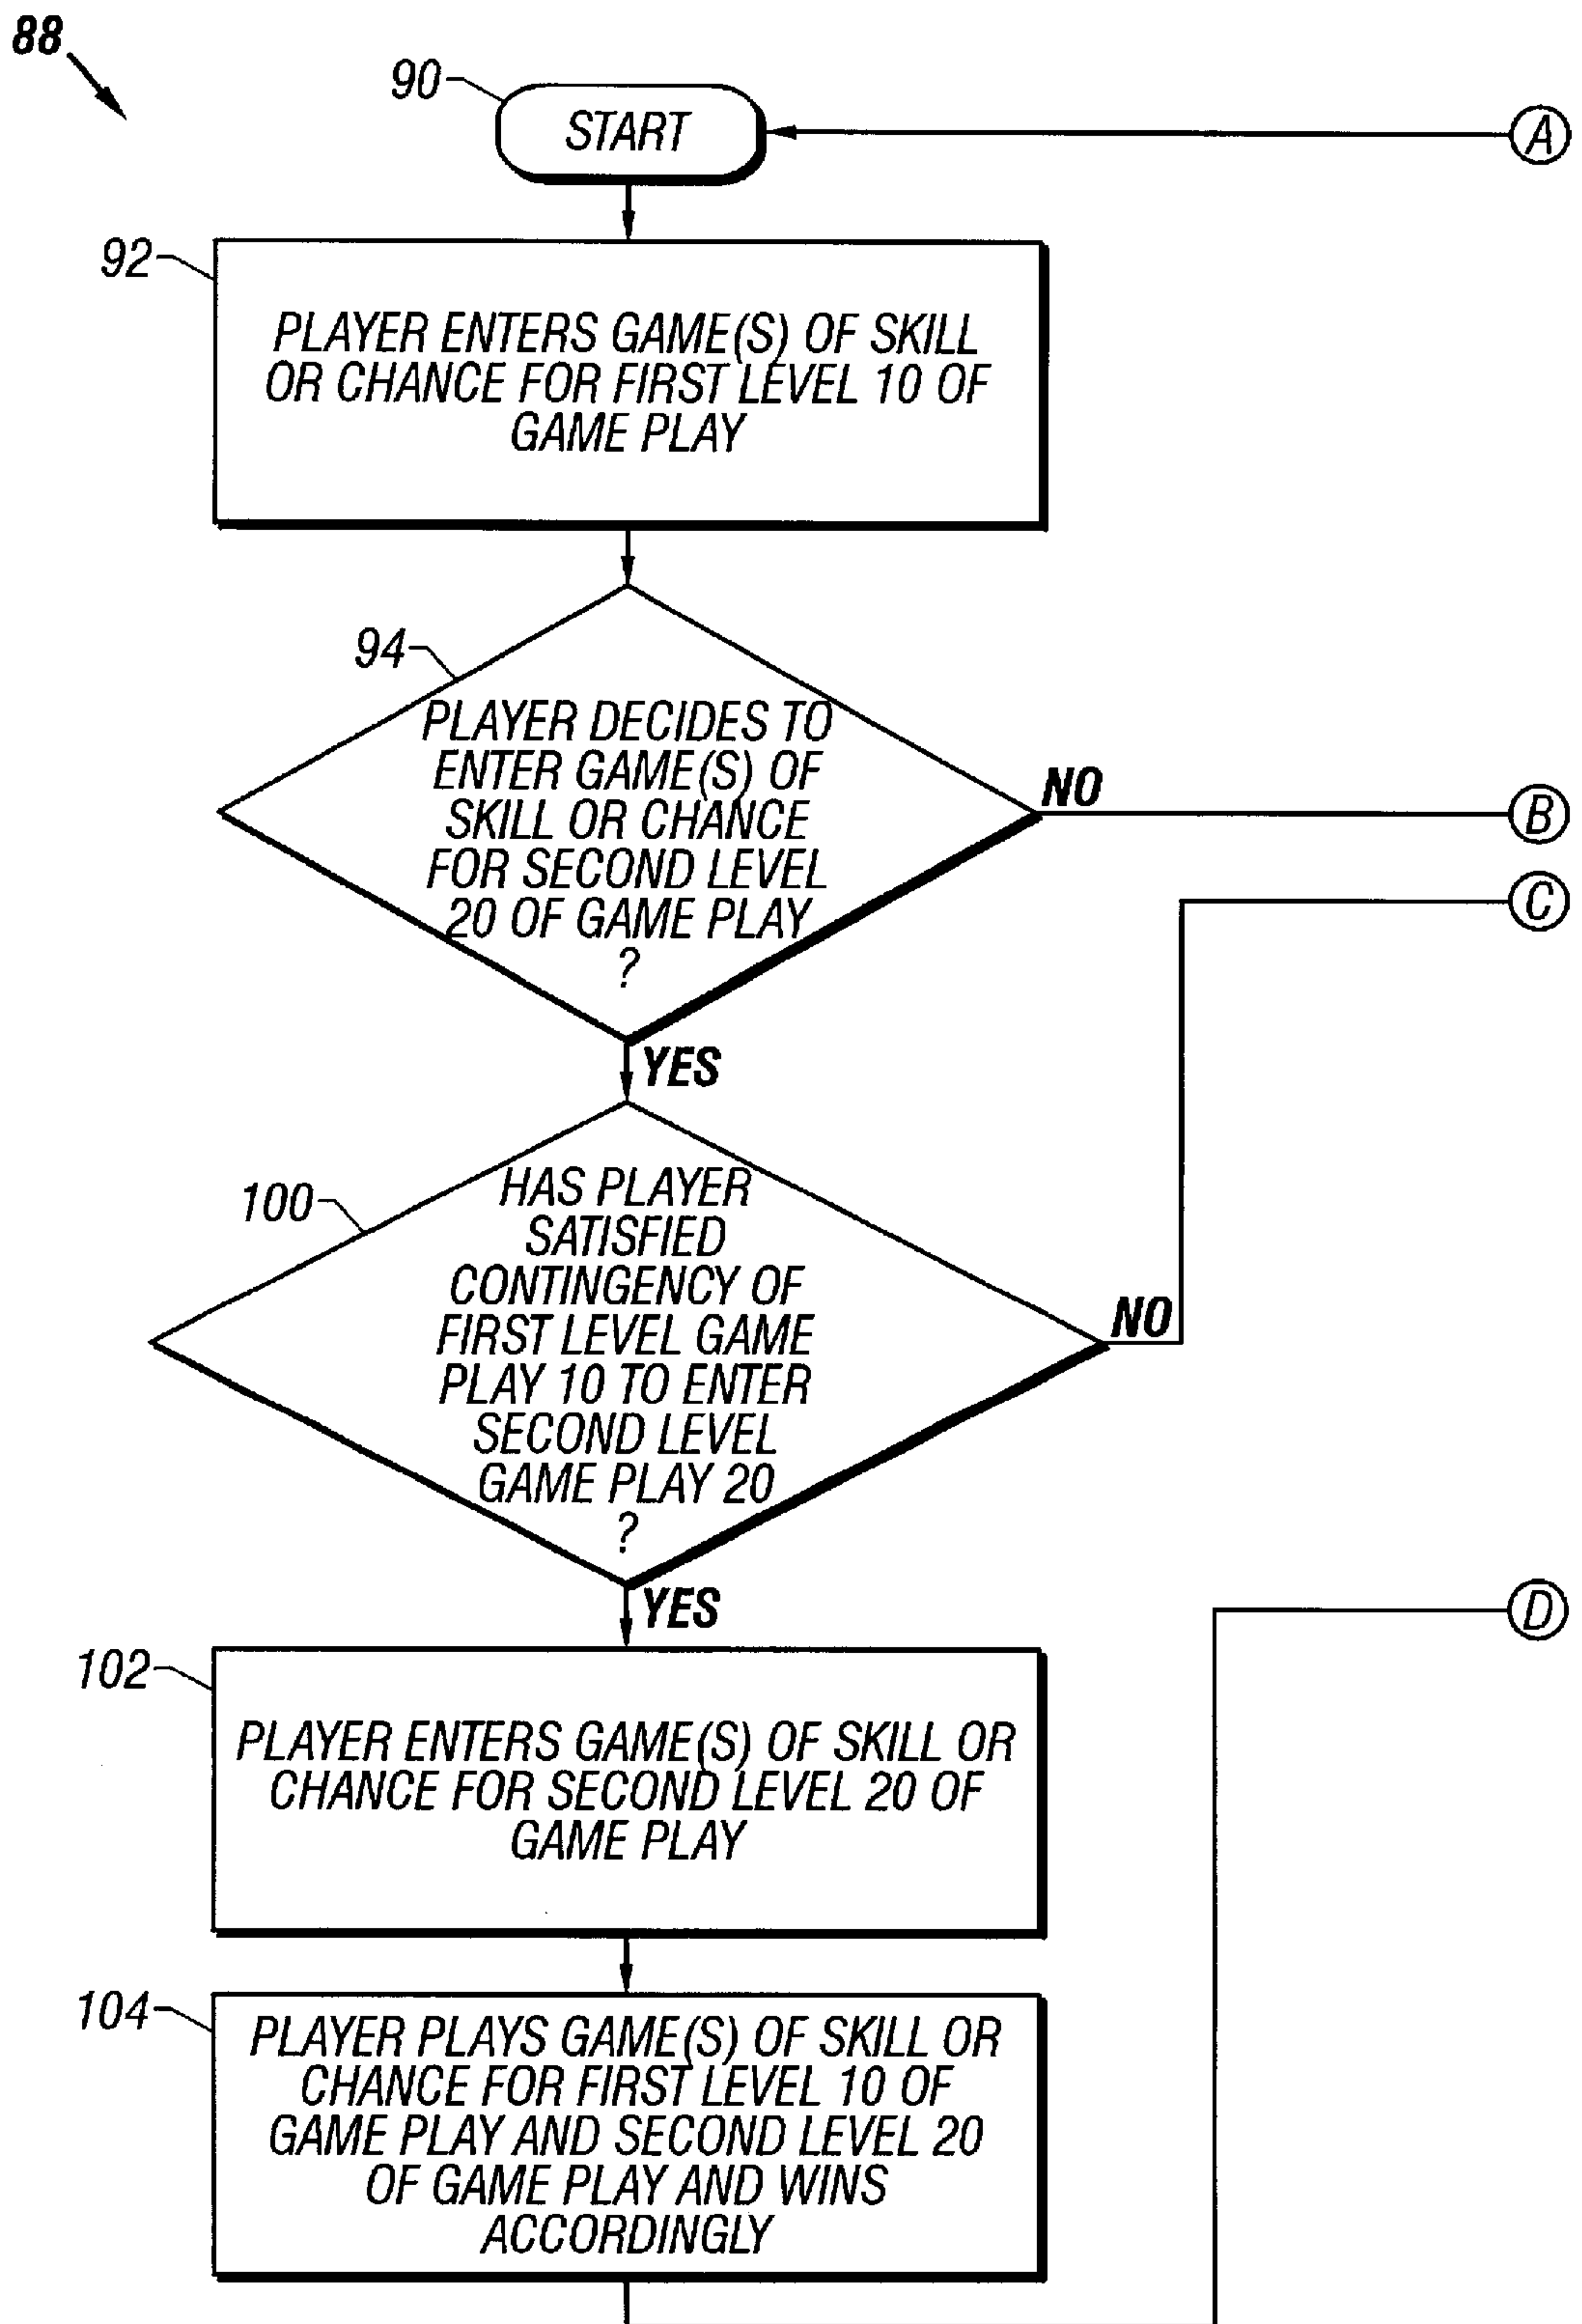 88
90
START
A
92
PLAYER ENTERS GAME(S) OF SKILL
OR CHANCE FOR FIRST LEVEL 10 OF
GAME PLAY
94
PLAYER DECIDES TO
ENTER GAME(S) OF
SKILL OR CHANCE
FOR SECOND LEVEL
20 OF GAME PLAY
?
NO
B
C
YES
100
HAS PLAYER
SATISFIED
CONTINGENCY OF
FIRST LEVEL GAME
PLAY 10 TO ENTER
SECOND LEVEL
GAME PLAY 20
?
NO
YES
D
102
PLAYER ENTERS GAME(S) OF SKILL OR
CHANCE FOR SECOND LEVEL 20 OF
GAME PLAY
104
PLAYER PLAYS GAME(S) OF SKILL OR
CHANCE FOR FIRST LEVEL 10 OF
GAME PLAY AND SECOND LEVEL 20
OF GAME PLAY AND WINS
ACCORDINGLY